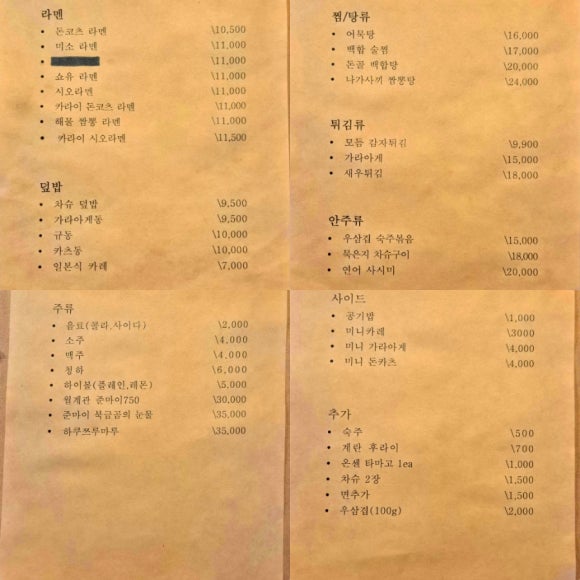 라멘
• 돈코츠 라멘 \10,500
• 미소 라멘 \11,000
• \11,000
• 쇼유 라멘 \11,000
• 시오라멘 \11,000
• 카라이 돈코츠 라멘 \11,000
• 해물 짬뽕 라멘 \11,000
• 카라이 시오라멘 \11,500
덮밥
• 차슈 덮밥 \9,500
• 가라아게동 \9,500
• 규동 \10,000
• 카츠동 \10,000
• 일본식 카레 \7,000
찜/탕류
• 어묵탕 \16,000
• 백합 술찜 \17,000
• 돈골 백합탕 \20,000
• 나가사끼 짬뽕탕 \24,000
튀김류
• 모듬 감자튀김 \9,900
• 가라아게 \15,000
• 새우튀김 \18,000
안주류
• 우삼겹 숙주볶음 \15,000
• 묵은지 차슈구이 \18,000
• 연어 사시미 \20,000
주류
• 음료(콜라,사이다) \2,000
• 소주 \4,000
• 맥주 \4,000
• 청하 \6,000
• 하이볼(플레인,레몬) \5,000
• 월계관 준마이750 \30,000
• 준마이 북극곰의 눈물 \35,000
• 하쿠쯔루마루 \35,000
사이드
• 공기밥 \1,000
• 미니카레 \3000
• 미니 가라아게 \4,000
• 미니 돈카츠 \4,000
추가
• 숙주 \500
• 계란 후라이 \700
• 온센 타마고 1ea \1,000
• 차슈 2장 \1,500
• 면추가 \1,500
• 우삼겹(100g) \2,000